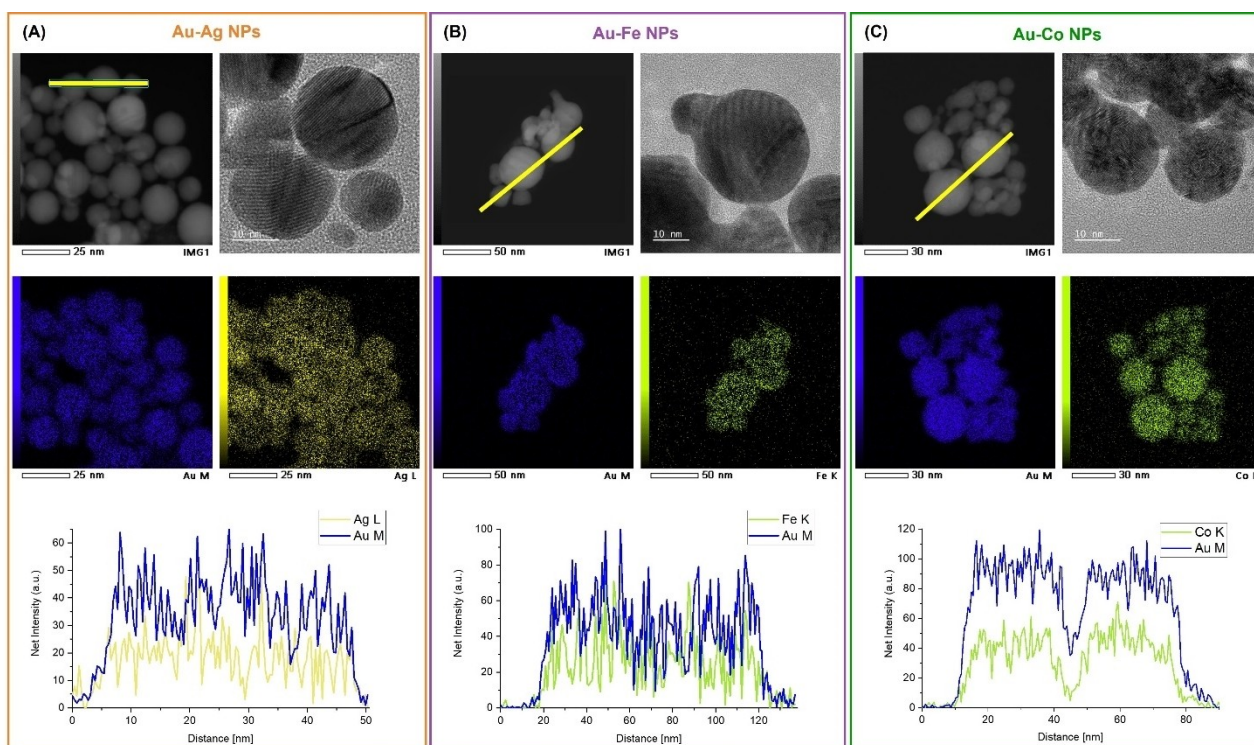 (A) Au-Ag NPs
25 nm IMG1
10 nm
25 nm Au M
25 nm Ag L
Ag L
Au M
Net Intensity (a.u.)
60
50
40
30
20
10
0
0 10 20 30 40 50
Distance [nm]
(B) Au-Fe NPs
50 nm IMG1
10 nm
50 nm Au M
50 nm Fe K
Fe K
Au M
Net Intensity (a.u.)
100
80
60
40
20
0
0 20 40 60 80 100 120
Distance [nm]
(C) Au-Co NPs
30 nm IMG1
10 nm
30 nm Au M
30 nm Co
Co K
Au M
Net Intensity (a.u.)
120
100
80
60
40
20
0
0 20 40 60 80
Distance [nm]